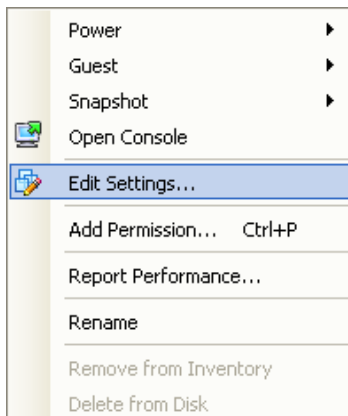 Power
Guest
Snapshot
Open Console
Edit Settings...
Add Permission... Ctrl+P
Report Performance...
Rename
Remove from Inventory
Delete from Disk